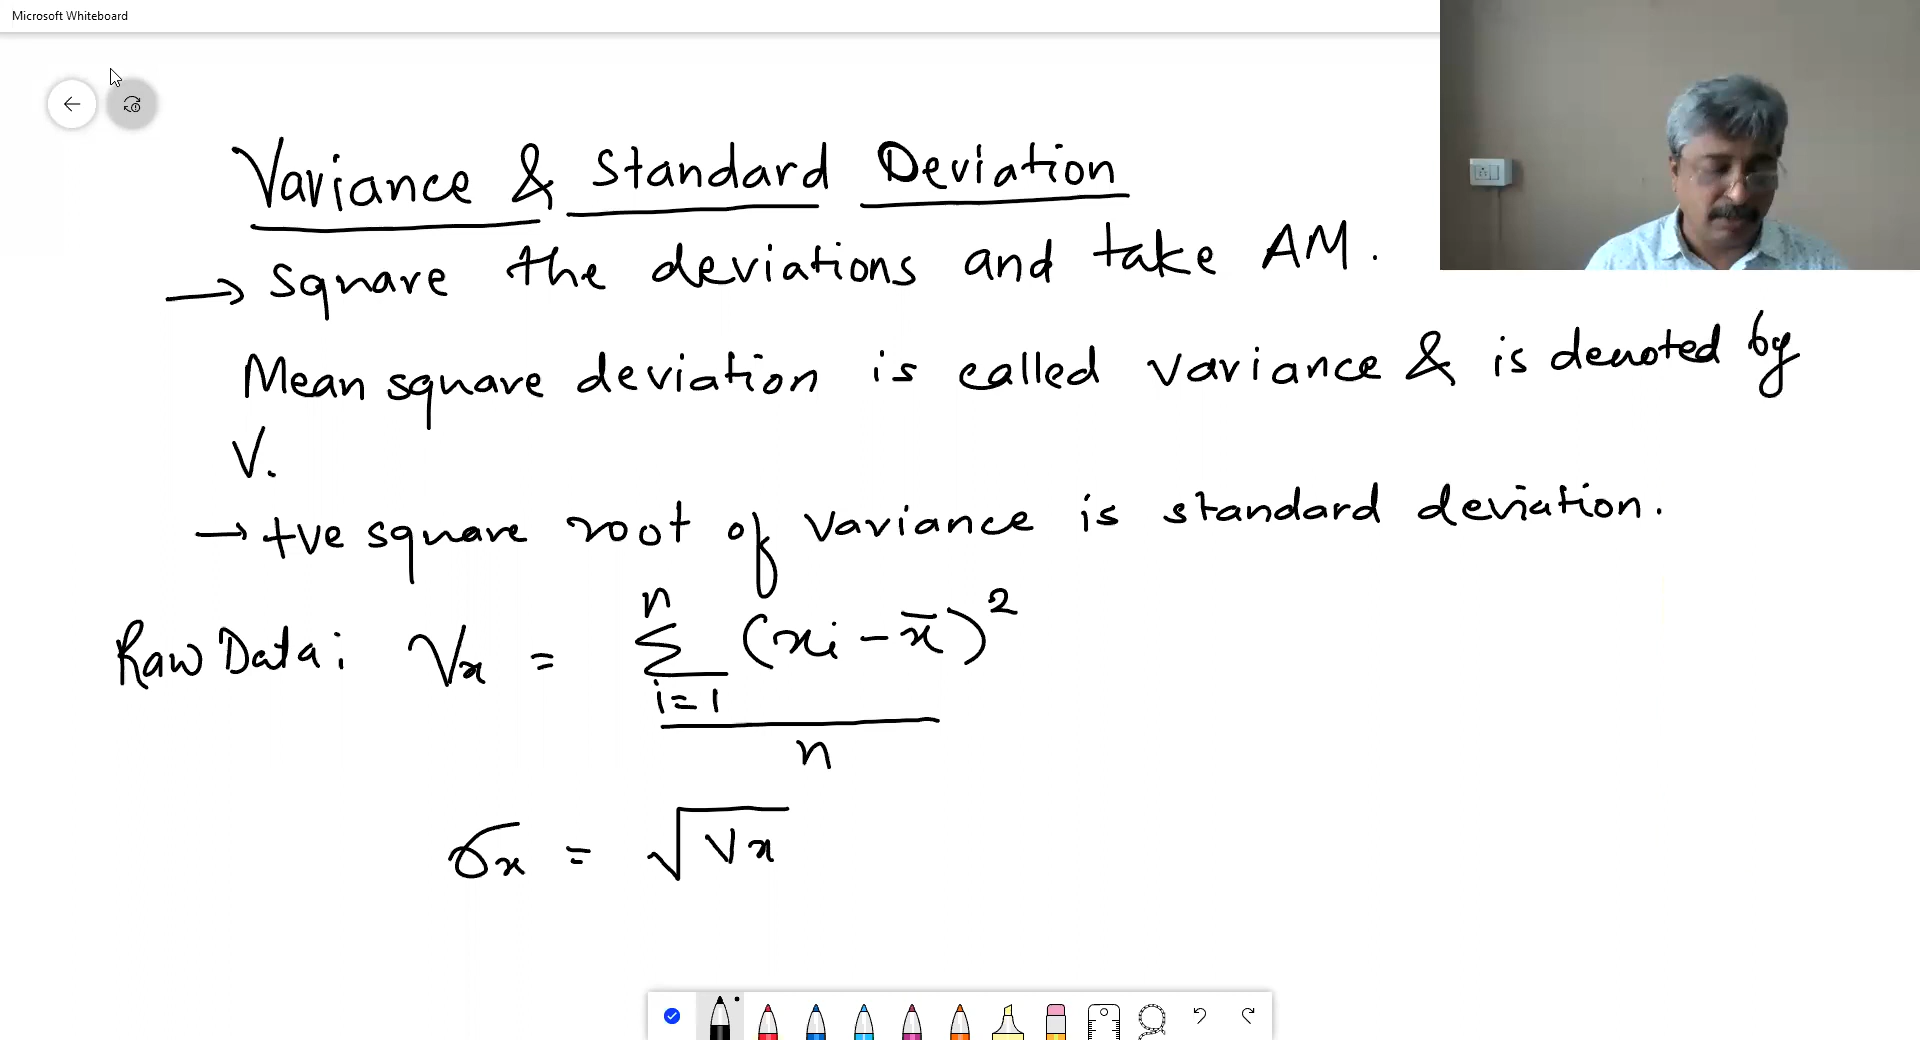 Microsoft Whiteboard
Variance & Standard Deviation
→ square the deviations and take AM.
Mean square deviation is called variance & is denoted by
V.
→ +ve square root of variance is standard deviation.
Raw Data: Vx = n Σ i=1 (xi - x̄)²
n
σx = √Vx